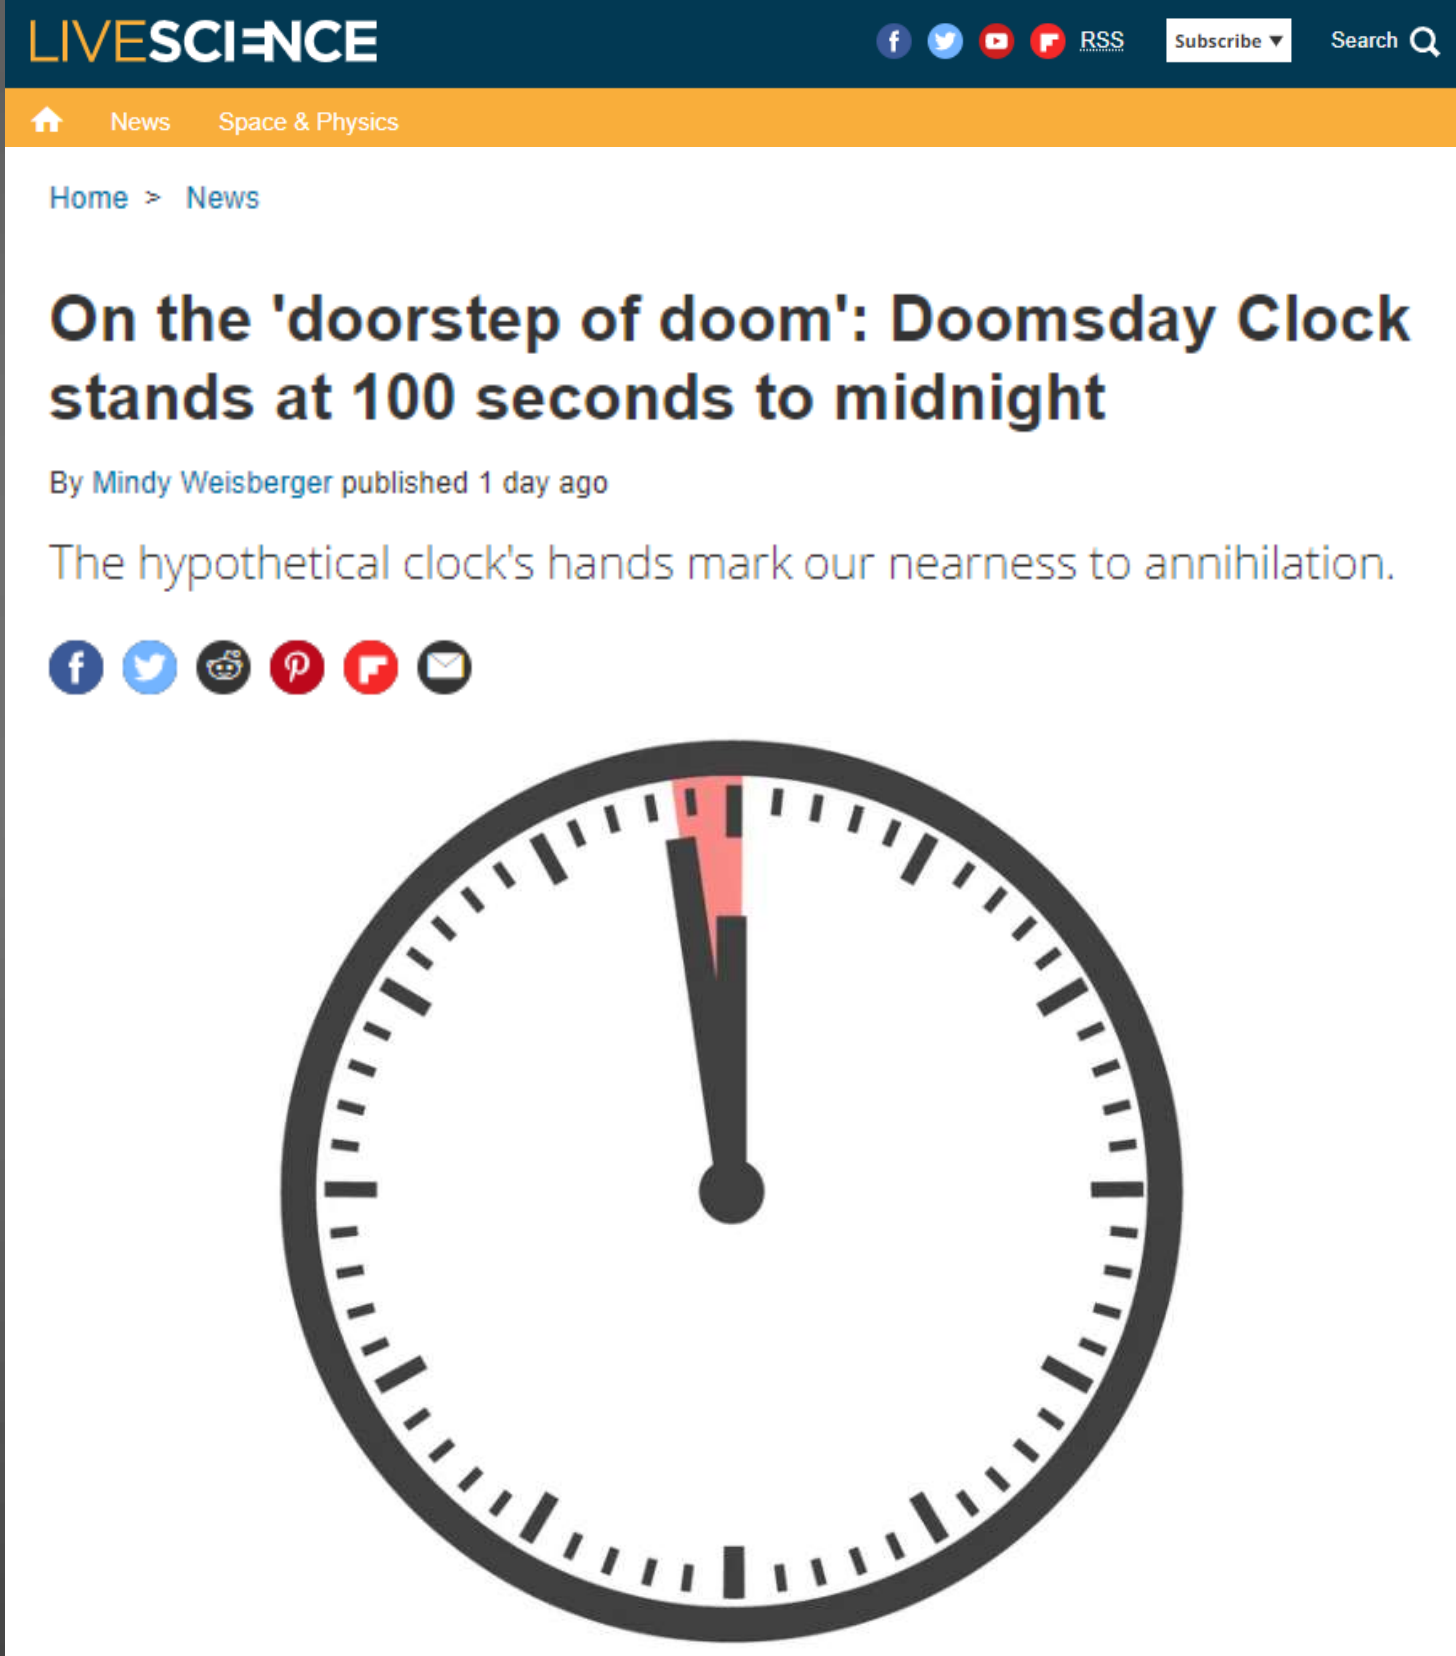 LIVESCIENCE
RSS
Subscribe ▼
Search
News Space & Physics
Home > News
On the 'doorstep of doom': Doomsday Clock
stands at 100 seconds to midnight
By Mindy Weisberger published 1 day ago
The hypothetical clock's hands mark our nearness to annihilation.